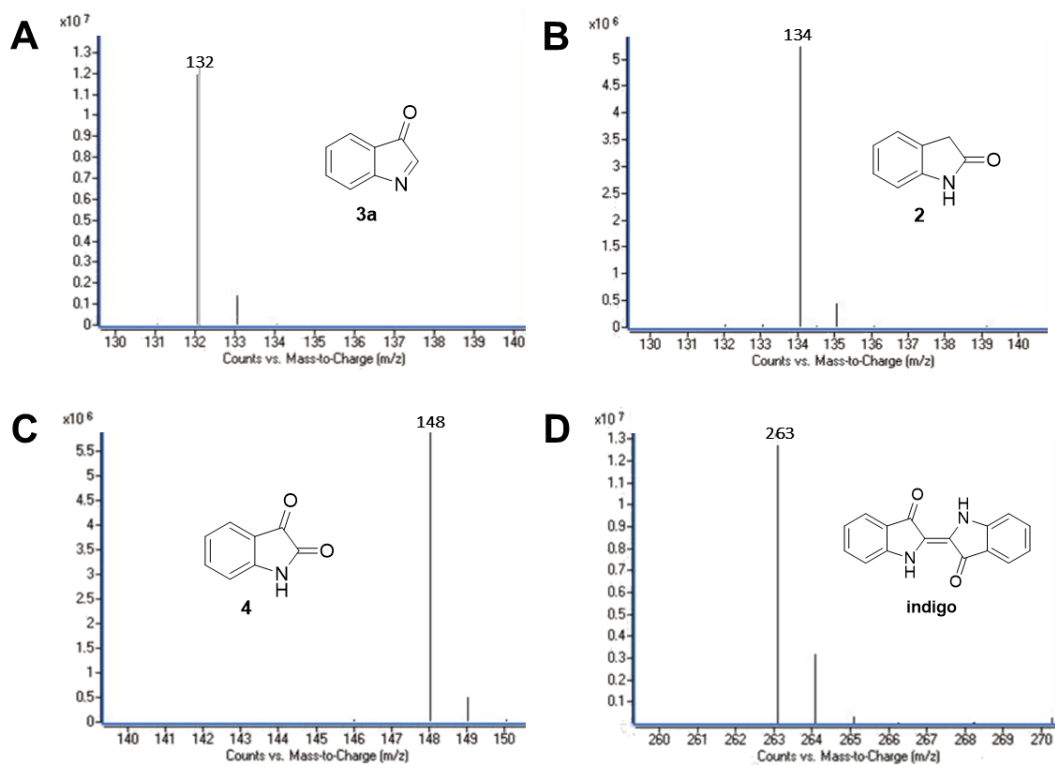 A
x10 7
1.3
1.2
1.1
1
0.9
0.8
0.7
0.6
0.5
0.4
0.3
0.2
0.1
0
132
O
N
3a
130 131 132 133 134 135 136 137 138 139 140
Counts vs. Mass-to-Charge (m/z)
B
x10 6
5
4.5
4
3.5
3
2.5
2
1.5
1
0.5
0
134
O
N
H
2
130 131 132 133 134 135 136 137 138 139 140
Counts vs. Mass-to-Charge (m/z)
C
x10 6
5.5
5
4.5
4
3.5
3
2.5
2
1.5
1
0.5
0
148
O
O
N
H
4
140 141 142 143 144 145 146 147 148 149 150
Counts vs. Mass-to-Charge (m/z)
D
x10 7
1.3
1.2
1.1
1
0.9
0.8
0.7
0.6
0.5
0.4
0.3
0.2
0.1
263
O
H
N
N
H
O
indigo
260 261 262 263 264 265 266 267 268 269 270
Counts vs. Mass-to-Charge (m/z)